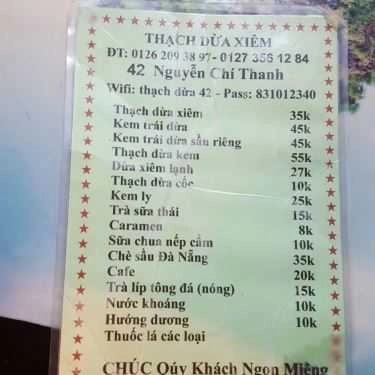 THẠCH DỪA XIÊM
ĐT: 0126 209 38 97- 0127 356 12 84
42 Nguyễn Chí Thanh
Wifi: thạch dừa 42 - Pass: 831012340
Thạch dừa xiêm 35k
Kem trái dừa 45k
Kem trái dừa sầu riêng 45k
Thạch dừa kem 55k
Dừa xiêm lạnh 27k
Thạch dừa cốc 10k
Kem ly 25k
Trà sữa thái 15k
Caramen 8k
Sữa chua nếp cẩm 10k
Chè sầu Đà Nẵng 35k
Cafe 20k
Trà líp tông đá (nóng) 15k
Nước khoáng 10k
Hướng dương 10k
Thuốc lá các loại
CHÚC Qúy Khách Ngon Miệng